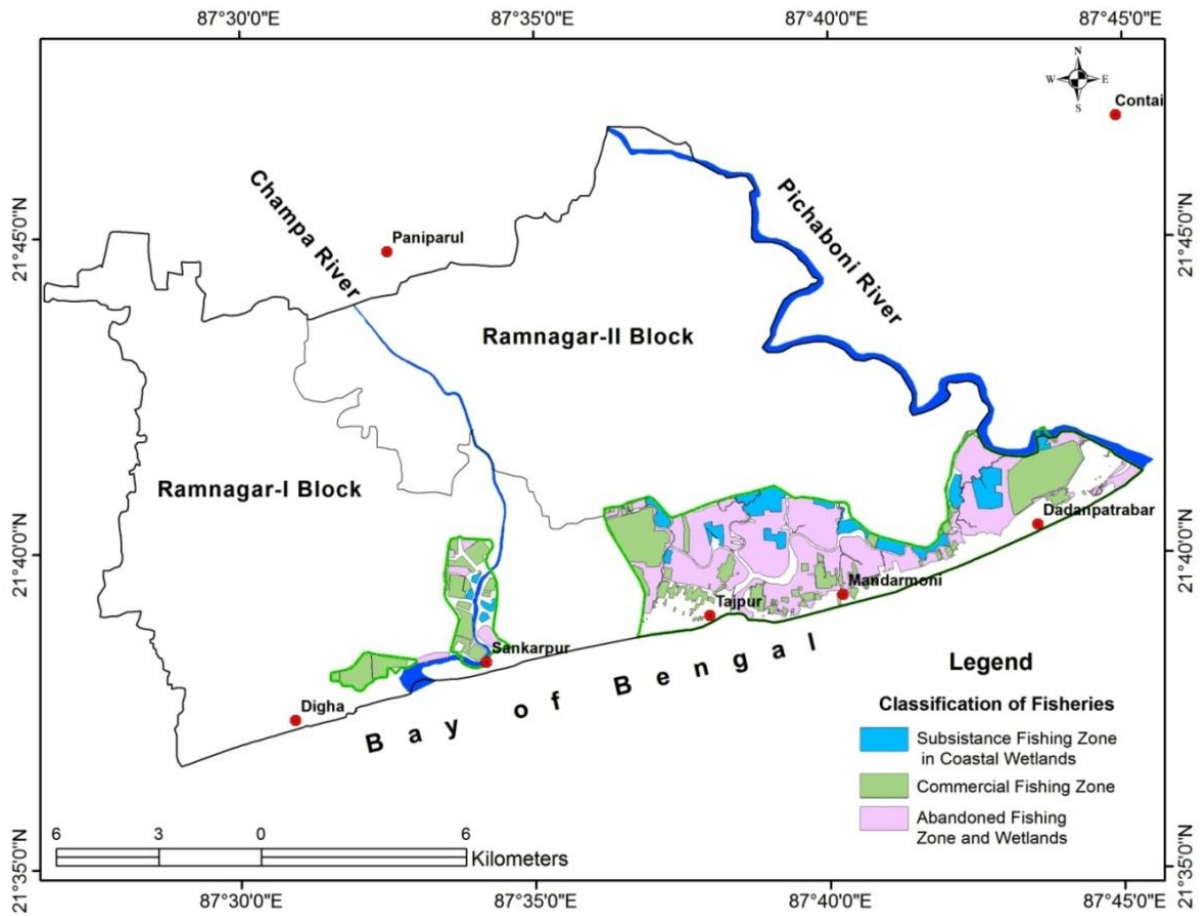 87°30'0"E 87°35'0"E 87°40'0"E 87°45'0"E
N
W E
S
Contai
Champa River
Pichaboni River
Paniparul
21°45'0"N 21°45'0"N
Ramnagar-II Block
Ramnagar-I Block
Dadanpatrabar
21°40'0"N 21°40'0"N
Mandarmoni
Tajpur
Sankarpur
Digha
Bay of Bengal
Legend
Classification of Fisheries
Subsistance Fishing Zone
in Coastal Wetlands
Commercial Fishing Zone
Abandoned Fishing
Zone and Wetlands
6 3 0 6
Kilometers
21°35'0"N 21°35'0"N
87°30'0"E 87°35'0"E 87°40'0"E 87°45'0"E